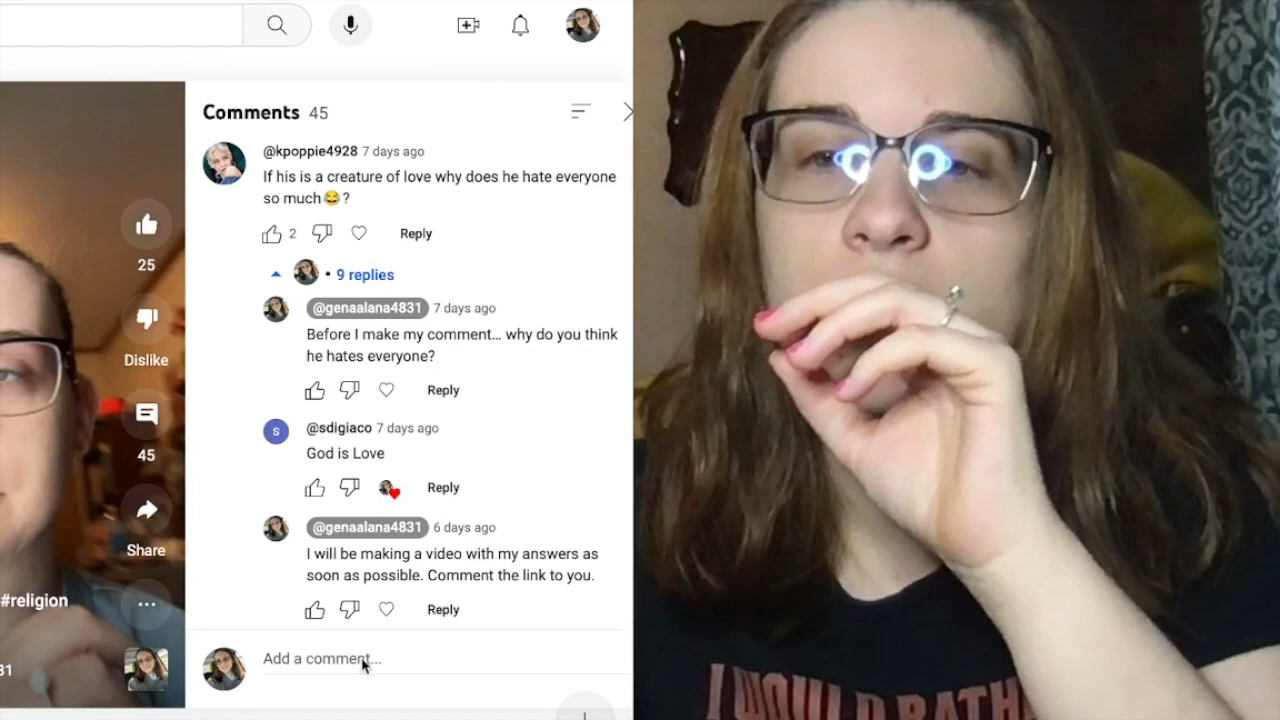 Comments 45
@kpoppie4928 7 days ago
If his is a creature of love why does he hate everyone
so much😂?
2 Reply
9 replies
@genaalana4831 7 days ago
Before I make my comment... why do you think
he hates everyone?
Reply
@sdigiaco 7 days ago
S
God is Love
Reply
@genaalana4831 6 days ago
I will be making a video with my answers as
soon as possible. Comment the link to you.
Reply
Add a comment...
25
Dislike
45
Share
#religion
31
I WOULD RATH